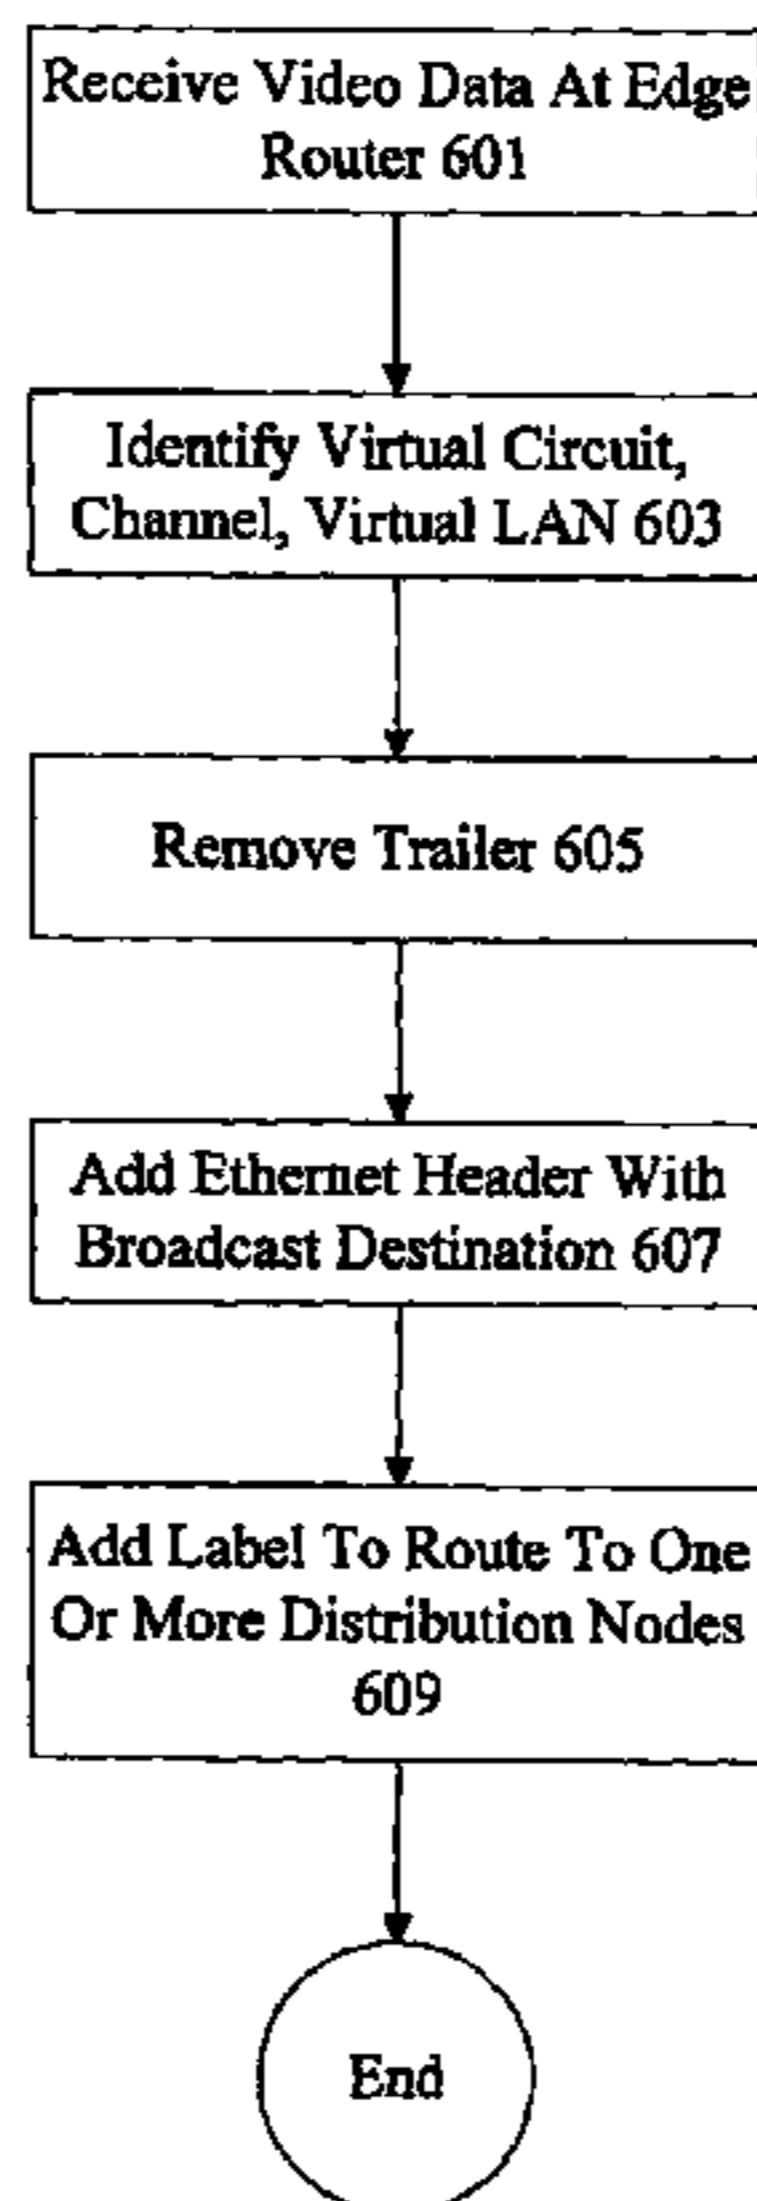 Receive Video Data At Edge
Router 601
Identify Virtual Circuit,
Channel, Virtual LAN 603
Remove Trailer 605
Add Ethernet Header With
Broadcast Destination 607
Add Label To Route To One
Or More Distribution Nodes
609
End